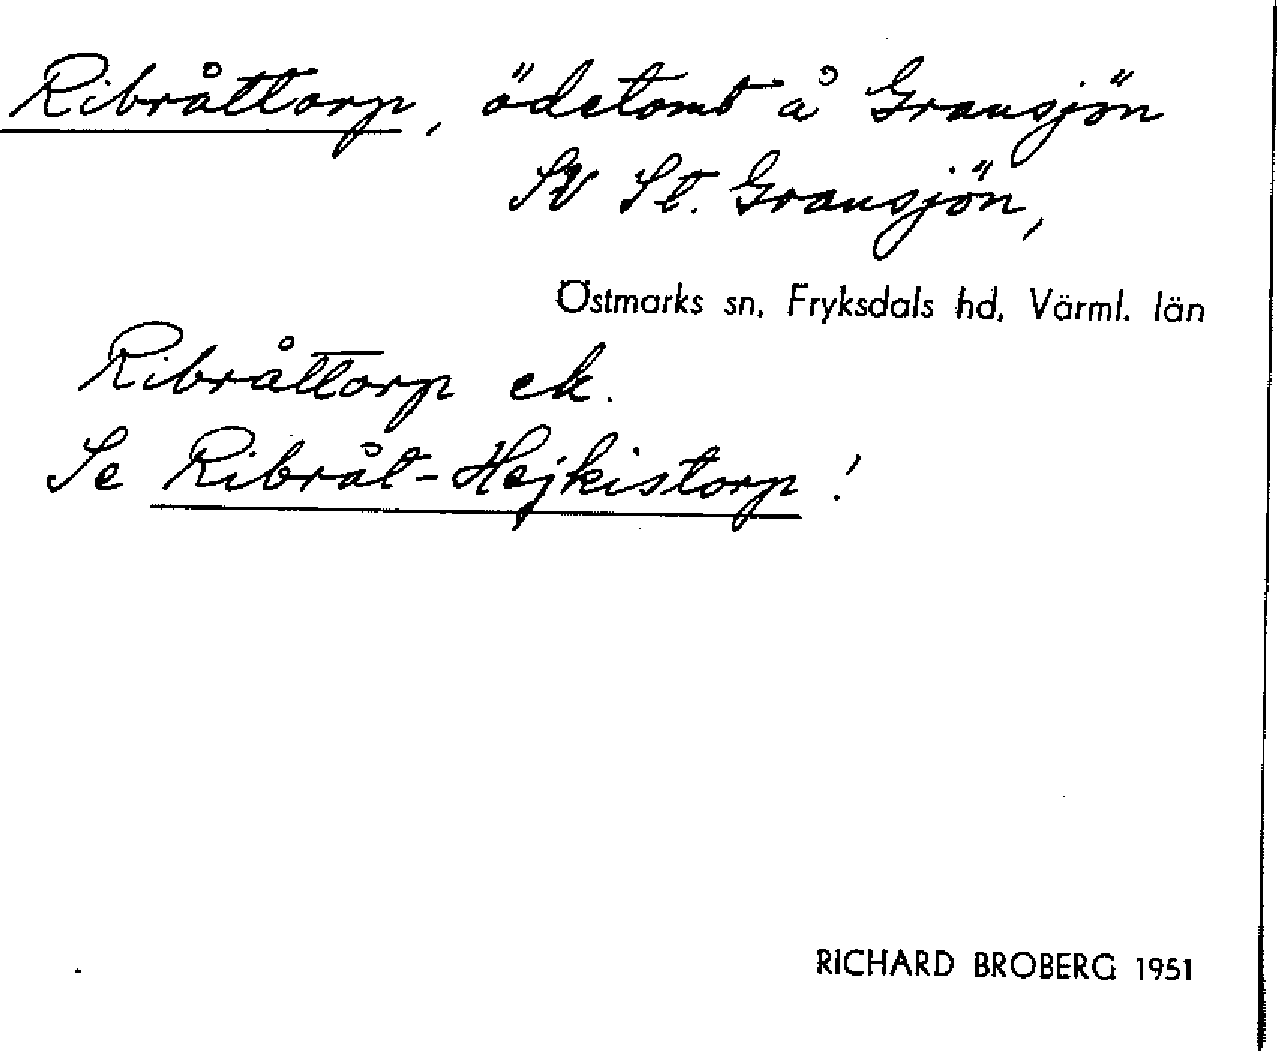 Ribråttorp, ödetomt å Gransjön
SV St. Gransjön,
Östmarks sn, Fryksdals hd, Värml. län
Ribråttorp ek.
Se Ribråt-Hejkistorp!
RICHARD BROBERG 1951